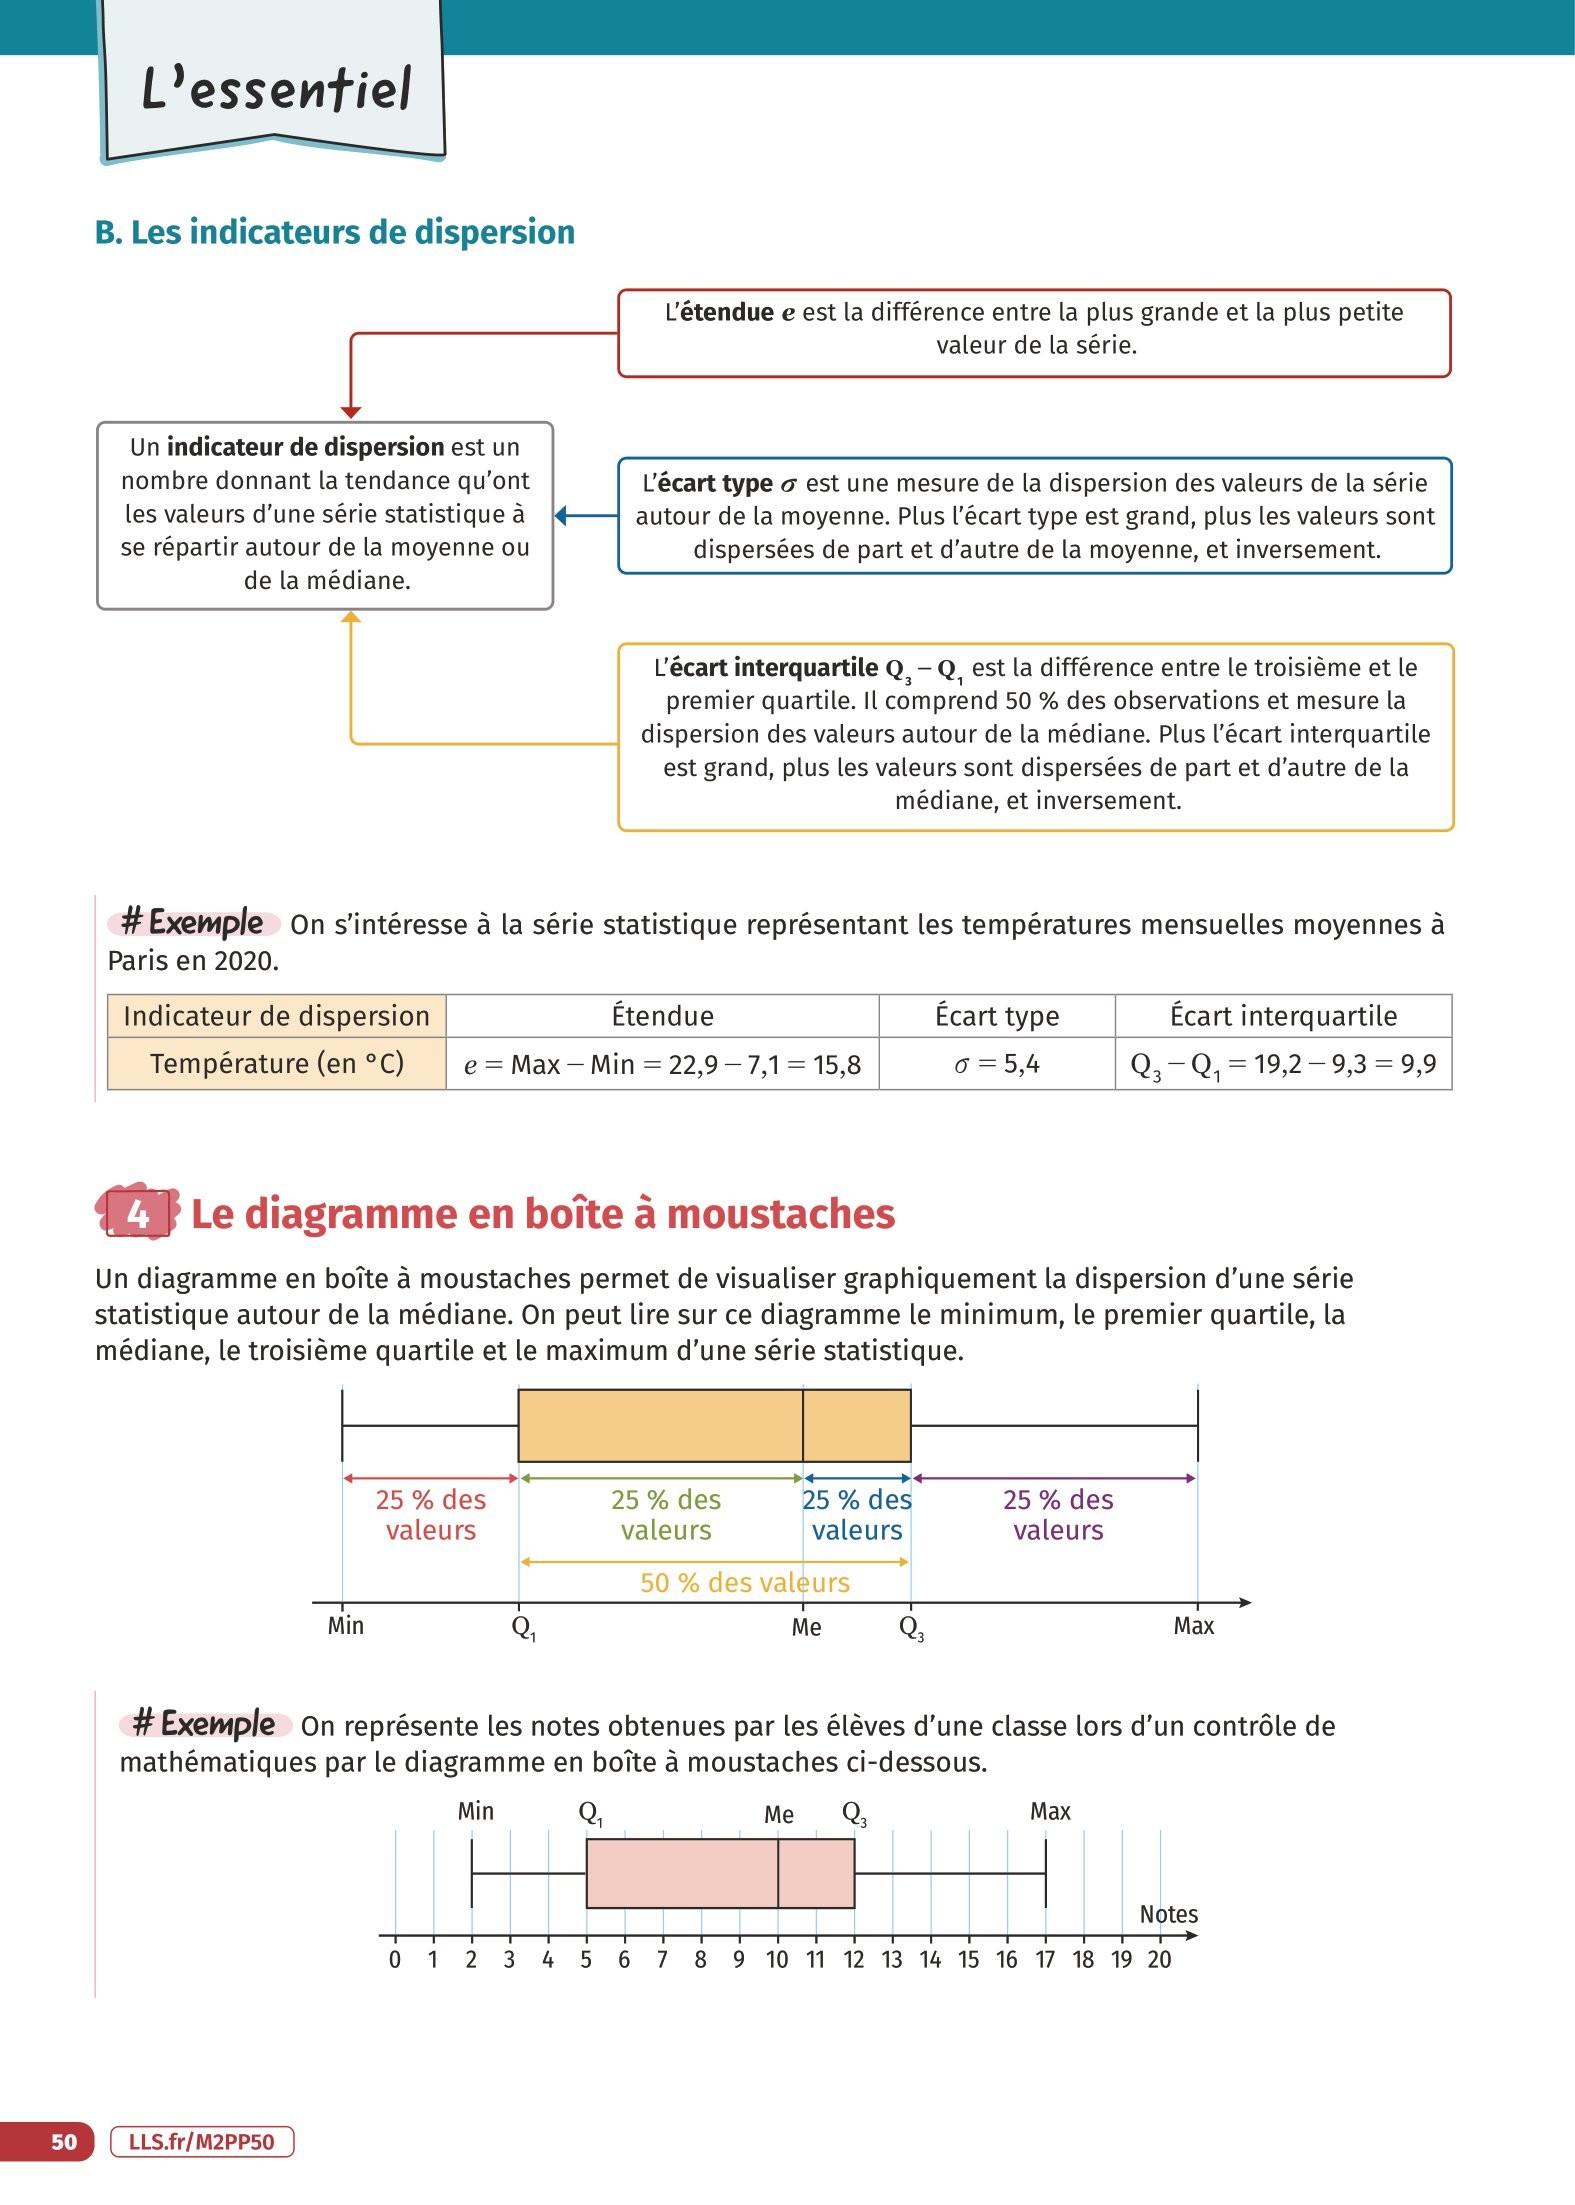 L'essentiel
B. Les indicateurs de dispersion
L'étendue e est la différence entre la plus grande et la plus petite
valeur de la série.
Un indicateur de dispersion est un
nombre donnant la tendance qu'ont
les valeurs d'une série statistique à
se répartir autour de la moyenne ou
de la médiane.
L'écart type σ est une mesure de la dispersion des valeurs de la série
autour de la moyenne. Plus l'écart type est grand, plus les valeurs sont
dispersées de part et d'autre de la moyenne, et inversement.
L'écart interquartile Q₃ – Q₁ est la différence entre le troisième et le
premier quartile. Il comprend 50 % des observations et mesure la
dispersion des valeurs autour de la médiane. Plus l'écart interquartile
est grand, plus les valeurs sont dispersées de part et d'autre de la
médiane, et inversement.
# Exemple On s'intéresse à la série statistique représentant les températures mensuelles moyennes à
Paris en 2020.
Indicateur de dispersion Étendue Écart type Écart interquartile
Température (en °C) e = Max – Min = 22,9 – 7,1 = 15,8 σ = 5,4 Q₃ – Q₁ = 19,2 – 9,3 = 9,9
4 Le diagramme en boîte à moustaches
Un diagramme en boîte à moustaches permet de visualiser graphiquement la dispersion d'une série
statistique autour de la médiane. On peut lire sur ce diagramme le minimum, le premier quartile, la
médiane, le troisième quartile et le maximum d'une série statistique.
25 % des 25 % des 25 % des 25 % des
valeurs valeurs valeurs valeurs
50 % des valeurs
Min Q₁ Me Q₃ Max
# Exemple On représente les notes obtenues par les élèves d'une classe lors d'un contrôle de
mathématiques par le diagramme en boîte à moustaches ci-dessous.
Min Q₁ Me Q₃ Max
Notes
0 1 2 3 4 5 6 7 8 9 10 11 12 13 14 15 16 17 18 19 20
50 LLS.fr/M2PP50